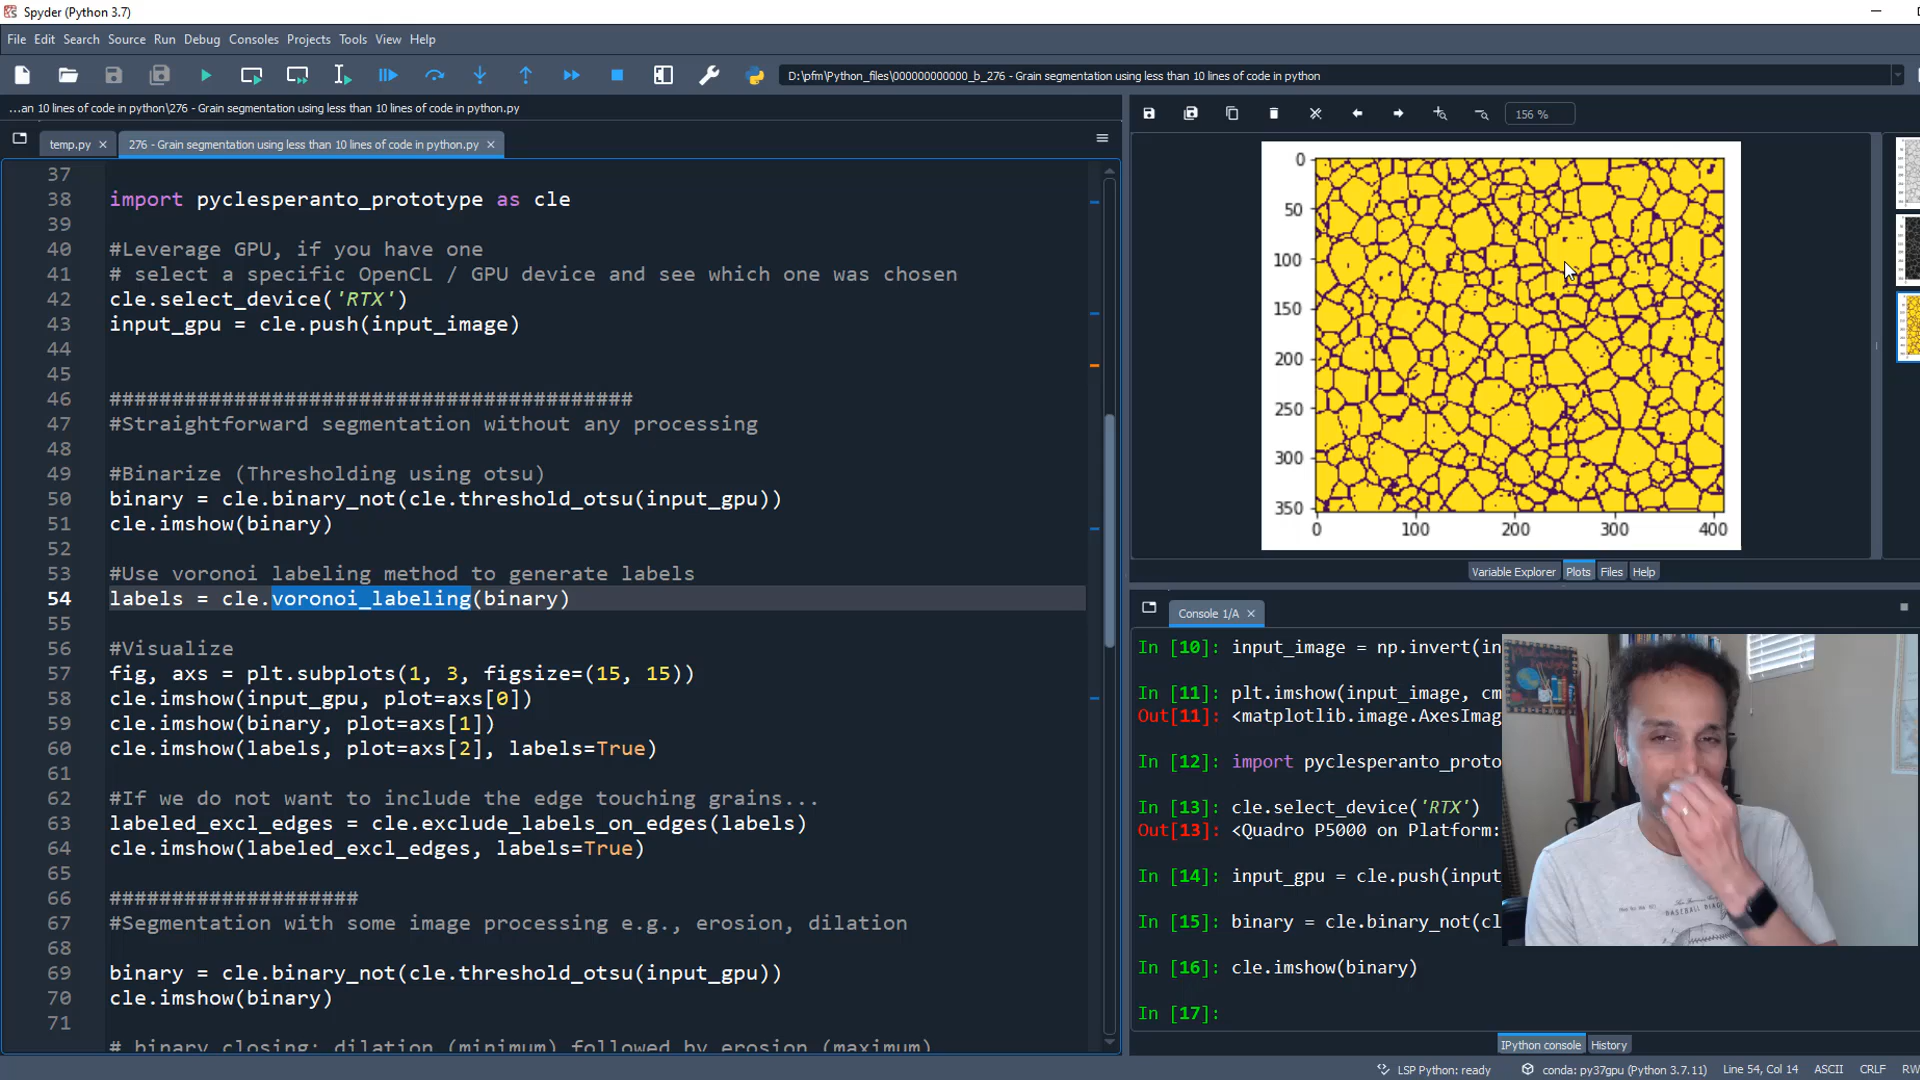 Spyder (Python 3.7)
File Edit Search Source Run Debug Consoles Projects Tools View Help
D:\pfm\Python_files\000000000000_b_276 - Grain segmentation using less than 10 lines of code in python
...an 10 lines of code in python\276 - Grain segmentation using less than 10 lines of code in python.py
156 %
temp.py 276 - Grain segmentation using less than 10 lines of code in python.py
37
38 import pyclesperanto_prototype as cle
39
40 #Leverage GPU, if you have one
41 # select a specific OpenCL / GPU device and see which one was chosen
42 cle.select_device('RTX')
43 input_gpu = cle.push(input_image)
44
45
46 ##########################################
47 #Straightforward segmentation without any processing
48
49 #Binarize (Thresholding using otsu)
50 binary = cle.binary_not(cle.threshold_otsu(input_gpu))
51 cle.imshow(binary)
52
53 #Use voronoi labeling method to generate labels
54 labels = cle.voronoi_labeling(binary)
55
56 #Visualize
57 fig, axs = plt.subplots(1, 3, figsize=(15, 15))
58 cle.imshow(input_gpu, plot=axs[0])
59 cle.imshow(binary, plot=axs[1])
60 cle.imshow(labels, plot=axs[2], labels=True)
61
62 #If we do not want to include the edge touching grains...
63 labeled_excl_edges = cle.exclude_labels_on_edges(labels)
64 cle.imshow(labeled_excl_edges, labels=True)
65
66 ####################
67 #Segmentation with some image processing e.g., erosion, dilation
68
69 binary = cle.binary_not(cle.threshold_otsu(input_gpu))
70 cle.imshow(binary)
71
# binary closing: dilation (minimum) followed by erosion (maximum)
0
50
100
150
200
250
300
350
0 100 200 300 400
Variable Explorer Plots Files Help
Console 1/A
In [10]: input_image = np.invert(in
In [11]: plt.imshow(input_image, cm
Out[11]: <matplotlib.image.AxesImag
In [12]: import pyclesperanto_proto
In [13]: cle.select_device('RTX')
Out[13]: <Quadro P5000 on Platform:
In [14]: input_gpu = cle.push(input
In [15]: binary = cle.binary_not(cl
In [16]: cle.imshow(binary)
In [17]:
BASEBALL
IPython console History
LSP Python: ready conda: py37gpu (Python 3.7.11) Line 54, Col 14 ASCII CRLF RW